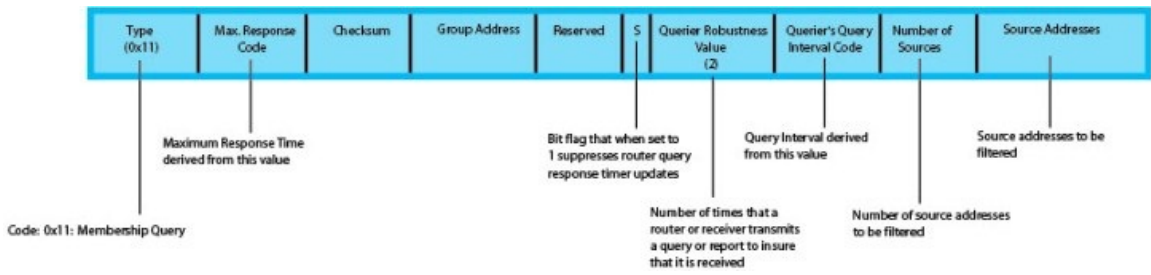 Type
(0x11)
Max. Response
Code
Checksum
Group Address
Reserved
S
Querier Robustness
Value
(2)
Querier's Query
Interval Code
Number of
Sources
Source Addresses
Maximum Response Time
derived from this value
Bit flag that when set to
1 suppresses router query
response timer updates
Query Interval derived
from this value
Source addresses to be
filtered
Code: 0x11: Membership Query
Number of times that a
router or receiver transmits
a query or report to insure
that it is received
Number of source addresses
to be filtered